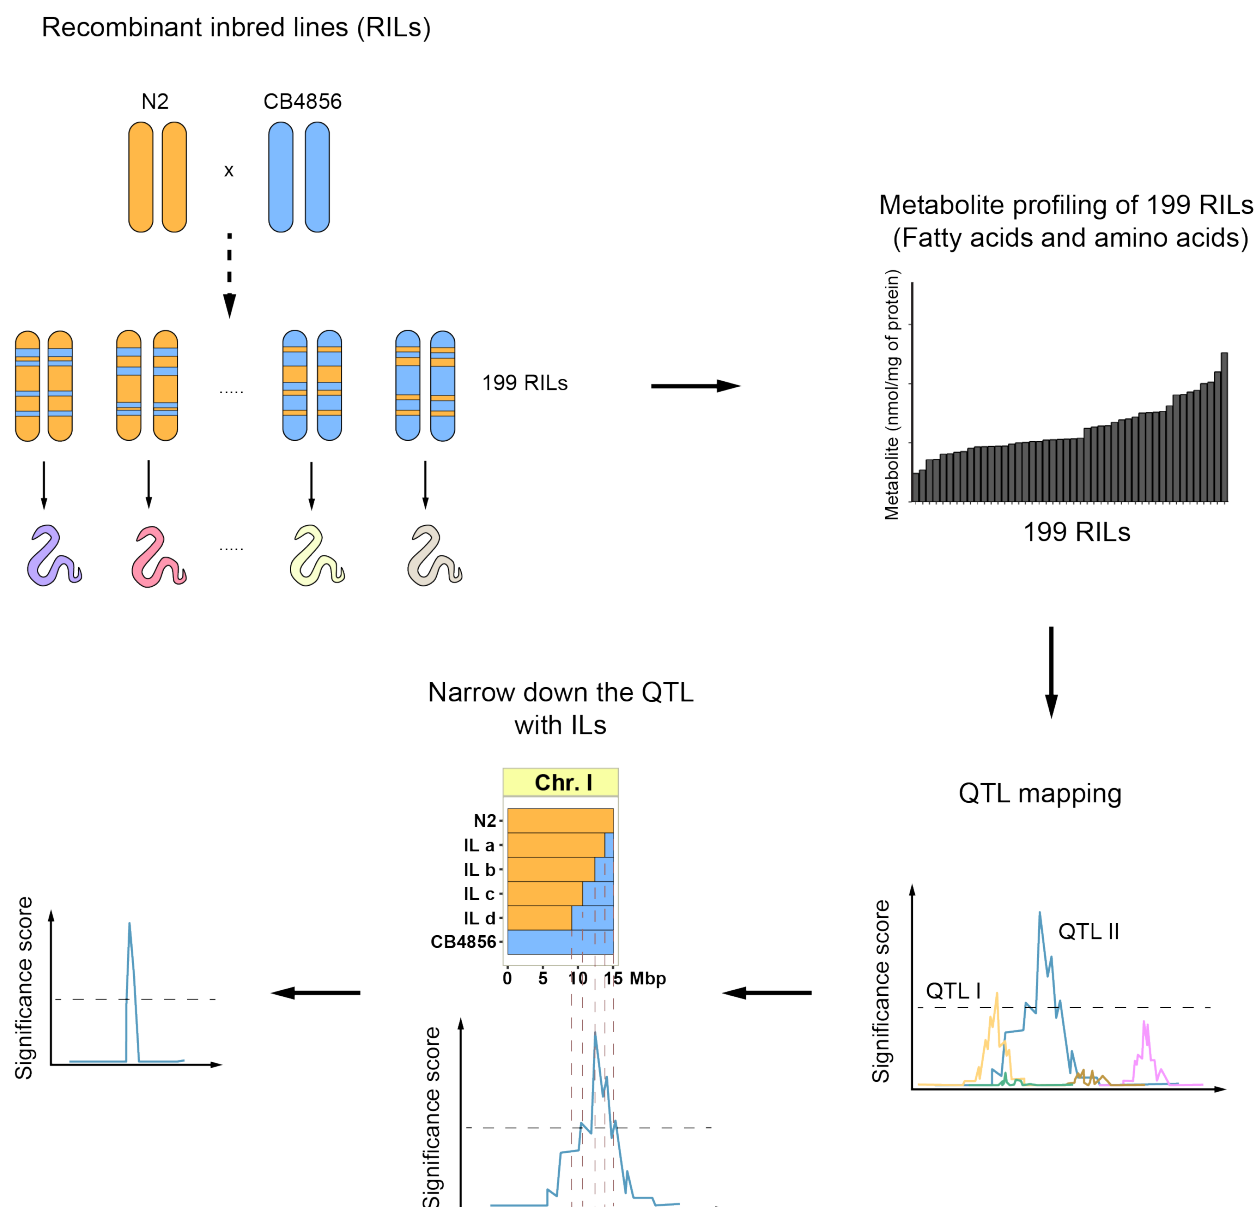 Recombinant inbred lines (RILs)
N2
CB4856
x
.....
199 RILs
.....
Metabolite profiling of 199 RILs
(Fatty acids and amino acids)
Metabolite (nmol/mg of protein)
199 RILs
QTL mapping
Significance score
QTL I
QTL II
Narrow down the QTL
with ILs
Chr. I
N2
IL a
IL b
IL c
IL d
CB4856
0 5 10 15 Mbp
Significance score
Significance score